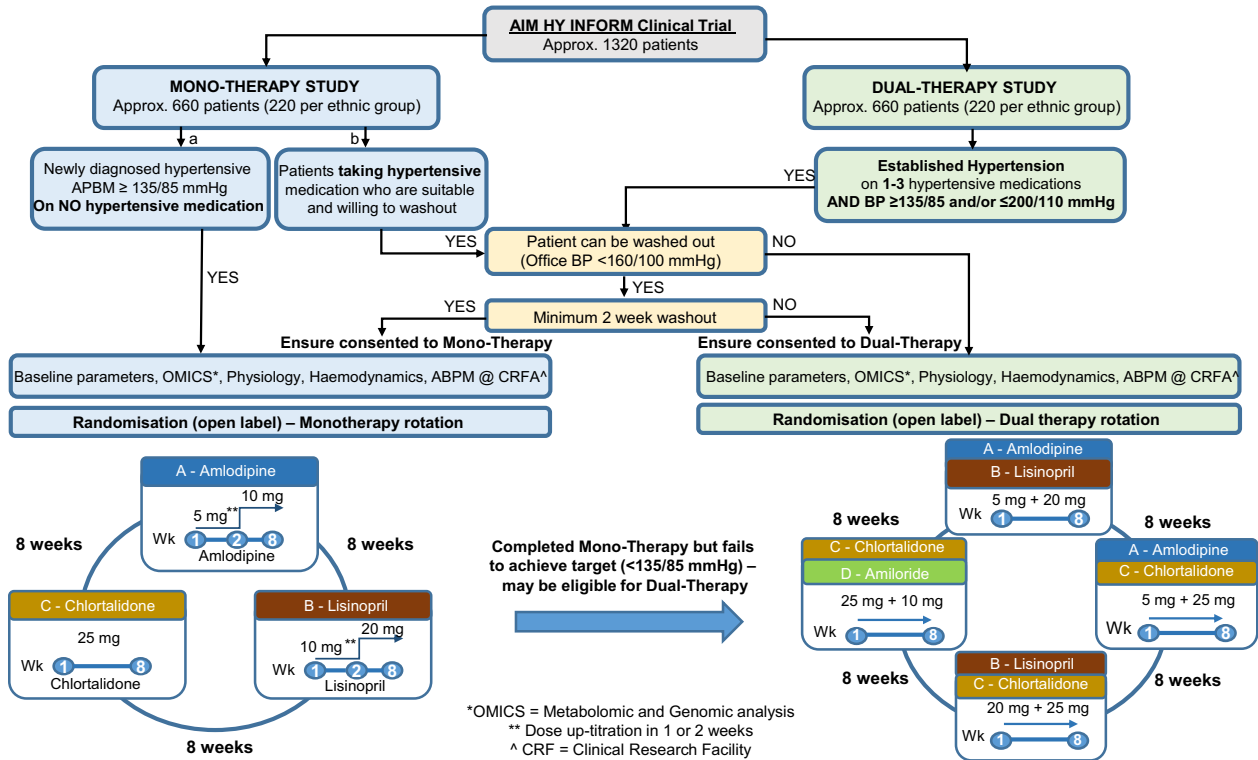 AIM HY INFORM Clinical Trial
Approx. 1320 patients
MONO-THERAPY STUDY
Approx. 660 patients (220 per ethnic group)
DUAL-THERAPY STUDY
Approx. 660 patients (220 per ethnic group)
a
b
Newly diagnosed hypertensive
APBM ≥ 135/85 mmHg
On NO hypertensive medication
Patients taking hypertensive
medication who are suitable
and willing to washout
Established Hypertension
on 1-3 hypertensive medications
AND BP ≥135/85 and/or ≤200/110 mmHg
YES
YES
Patient can be washed out
(Office BP <160/100 mmHg)
NO
YES
YES
YES
Minimum 2 week washout
NO
Ensure consented to Mono-Therapy
Ensure consented to Dual-Therapy
Baseline parameters, OMICS*, Physiology, Haemodynamics, ABPM @ CRFA^
Baseline parameters, OMICS*, Physiology, Haemodynamics, ABPM @ CRFA^
Randomisation (open label) – Monotherapy rotation
Randomisation (open label) – Dual therapy rotation
A - Amlodipine
10 mg
5 mg**
Wk 1 2 8
Amlodipine
8 weeks
8 weeks
C - Chlortalidone
25 mg
Wk 1 8
Chlortalidone
B - Lisinopril
20 mg
10 mg **
Wk 1 2 8
Lisinopril
8 weeks
Completed Mono-Therapy but fails
to achieve target (<135/85 mmHg) –
may be eligible for Dual-Therapy
A - Amlodipine
B - Lisinopril
5 mg + 20 mg
Wk 1 8
8 weeks
8 weeks
C - Chlortalidone
D - Amiloride
25 mg + 10 mg
Wk 1 8
A - Amlodipine
C - Chlortalidone
5 mg + 25 mg
Wk 1 8
8 weeks
8 weeks
B - Lisinopril
C - Chlortalidone
20 mg + 25 mg
Wk 1 8
*OMICS = Metabolomic and Genomic analysis
** Dose up-titration in 1 or 2 weeks
^ CRF = Clinical Research Facility